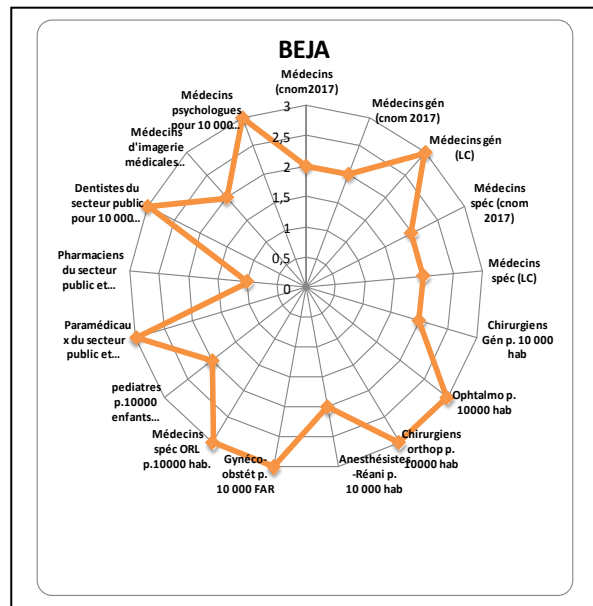 BEJA
Médecins
(cnom2017)
Médecins gén
(cnom 2017)
Médecins gén
(LC)
Médecins
spéc (cnom
2017)
Médecins
spéc (LC)
Chirurgiens
Gén p. 10 000
hab
Ophtalmo p.
10000 hab
Chirurgiens
orthop p.
10000 hab
Anesthésistes
-Réani p.
10 000 hab
Gynéco-
obstét p.
10 000 FAR
Médecins
spéc ORL
p.10000 hab.
pediatres
p.10000
enfants...
Paramédicau
x du secteur
public et...
Pharmaciens
du secteur
public et...
Dentistes du
secteur public
pour 10 000...
Médecins
d'imagerie
médicales...
Médecins
psychologues
pour 10 000...
3
2,5
2
1,5
1
0,5
0